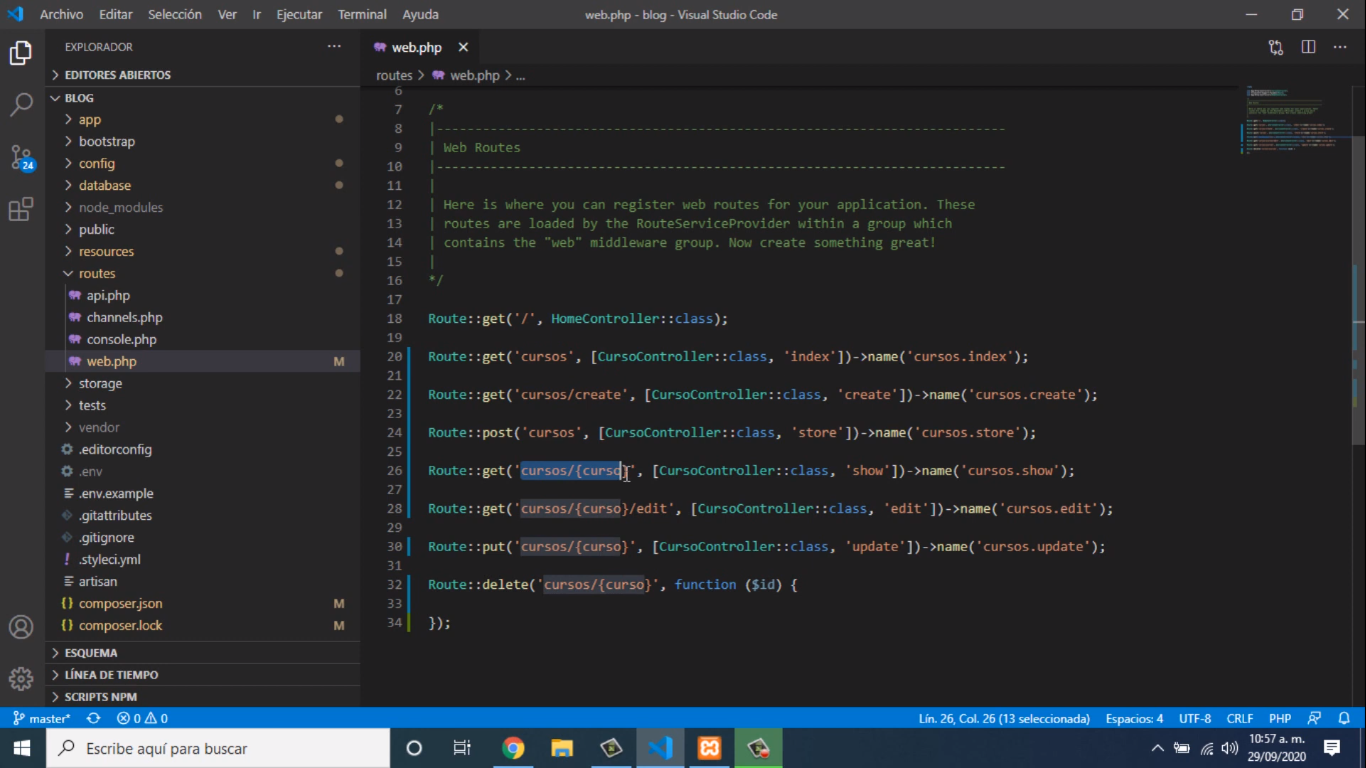 Archivo Editar Selección Ver Ir Ejecutar Terminal Ayuda
web.php - blog - Visual Studio Code
EXPLORADOR
EDITORES ABIERTOS
BLOG
app
bootstrap
config
database
node_modules
public
resources
routes
api.php
channels.php
console.php
web.php M
storage
tests
vendor
.editorconfig
.env
.env.example
.gitattributes
.gitignore
.styleci.yml
artisan
composer.json M
composer.lock M
ESQUEMA
LÍNEA DE TIEMPO
SCRIPTS NPM
24
web.php
routes > web.php > ...
6
7 /*
8 |--------------------------------------------------------------------------
9 | Web Routes
10 |--------------------------------------------------------------------------
11 |
12 | Here is where you can register web routes for your application. These
13 | routes are loaded by the RouteServiceProvider within a group which
14 | contains the "web" middleware group. Now create something great!
15 |
16 */
17
18 Route::get('/', HomeController::class);
19
20 Route::get('cursos', [CursoController::class, 'index'])->name('cursos.index');
21
22 Route::get('cursos/create', [CursoController::class, 'create'])->name('cursos.create');
23
24 Route::post('cursos', [CursoController::class, 'store'])->name('cursos.store');
25
26 Route::get('cursos/{curso}', [CursoController::class, 'show'])->name('cursos.show');
27
28 Route::get('cursos/{curso}/edit', [CursoController::class, 'edit'])->name('cursos.edit');
29
30 Route::put('cursos/{curso}', [CursoController::class, 'update'])->name('cursos.update');
31
32 Route::delete('cursos/{curso}', function ($id) {
33
34 });
master* 0 0 Lín. 26, Col. 26 (13 seleccionada) Espacios: 4 UTF-8 CRLF PHP
Escribe aquí para buscar
10:57 a. m.
29/09/2020